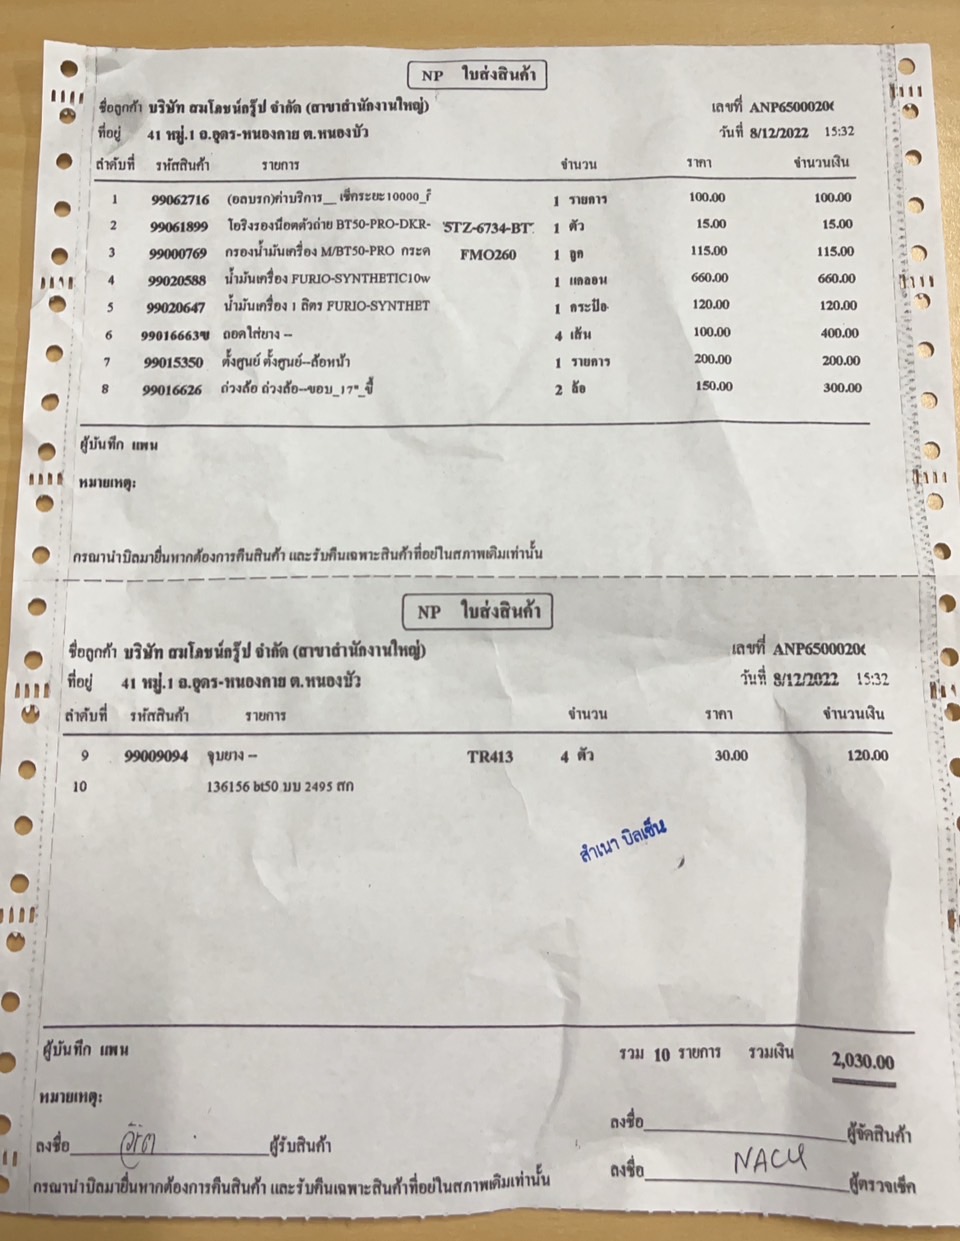 NP ใบส่งสินค้า
ชื่อลูกค้า บริษัท สมโภชน์กรุ๊ป จำกัด (สาขาสำนักงานใหญ่) เลขที่ ANP6500020
ที่อยู่ 41 หมู่.1 ถ.อุดร-หนองคาย ต.หนองบัว วันที่ 8/12/2022 15:32
ลำดับที่ รหัสสินค้า รายการ จำนวน ราคา จำนวนเงิน
1 99062716 (อลบรก)ค่าบริการ__ เช็กระยะ10000_ก็ 1 รายการ 100.00 100.00
2 99061899 โอริงรองน็อตตัวถ่าย BT50-PRO-DKR- STZ-6734-BT 1 ตัว 15.00 15.00
3 99000769 กรองน้ำมันเครื่อง M/BT50-PRO กระด FMO260 1 ลูก 115.00 115.00
4 99020588 น้ำมันเครื่อง FURIO-SYNTHETIC10w 1 แกลอน 660.00 660.00
5 99020647 น้ำมันเครื่อง 1 ลิตร FURIO-SYNTHET 1 กระป๋อ 120.00 120.00
6 99016663ซ ถอดใส่ยาง -- 4 เส้น 100.00 400.00
7 99015350 ตั้งศูนย์ ตั้งศูนย์--ล้อหน้า 1 รายการ 200.00 200.00
8 99016626 ถ่วงล้อ ถ่วงล้อ--ขอบ_17"_ขึ้ 2 ล้อ 150.00 300.00
ผู้บันทึก แพน
หมายเหตุ:
กรุณานำบิลมายื่นหากต้องการคืนสินค้า และรับคืนเฉพาะสินค้าที่อยู่ในสภาพเดิมเท่านั้น
NP ใบส่งสินค้า
ชื่อลูกค้า บริษัท สมโภชน์กรุ๊ป จำกัด (สาขาสำนักงานใหญ่) เลขที่ ANP6500020
ที่อยู่ 41 หมู่.1 ถ.อุดร-หนองคาย ต.หนองบัว วันที่ 8/12/2022 15:32
ลำดับที่ รหัสสินค้า รายการ จำนวน ราคา จำนวนเงิน
9 99009094 จุบยาง -- TR413 4 ตัว 30.00 120.00
10 136156 bt50 บบ 2495 สก
สำเนา บิลเซ็น
ผู้บันทึก แพน รวม 10 รายการ รวมเงิน 2,030.00
หมายเหตุ:
ลงชื่อ ผู้จัดสินค้า
ลงชื่อ ผู้รับสินค้า
ลงชื่อ NACH ผู้ตรวจเช็ค
กรุณานำบิลมายื่นหากต้องการคืนสินค้า และรับคืนเฉพาะสินค้าที่อยู่ในสภาพเดิมเท่านั้น